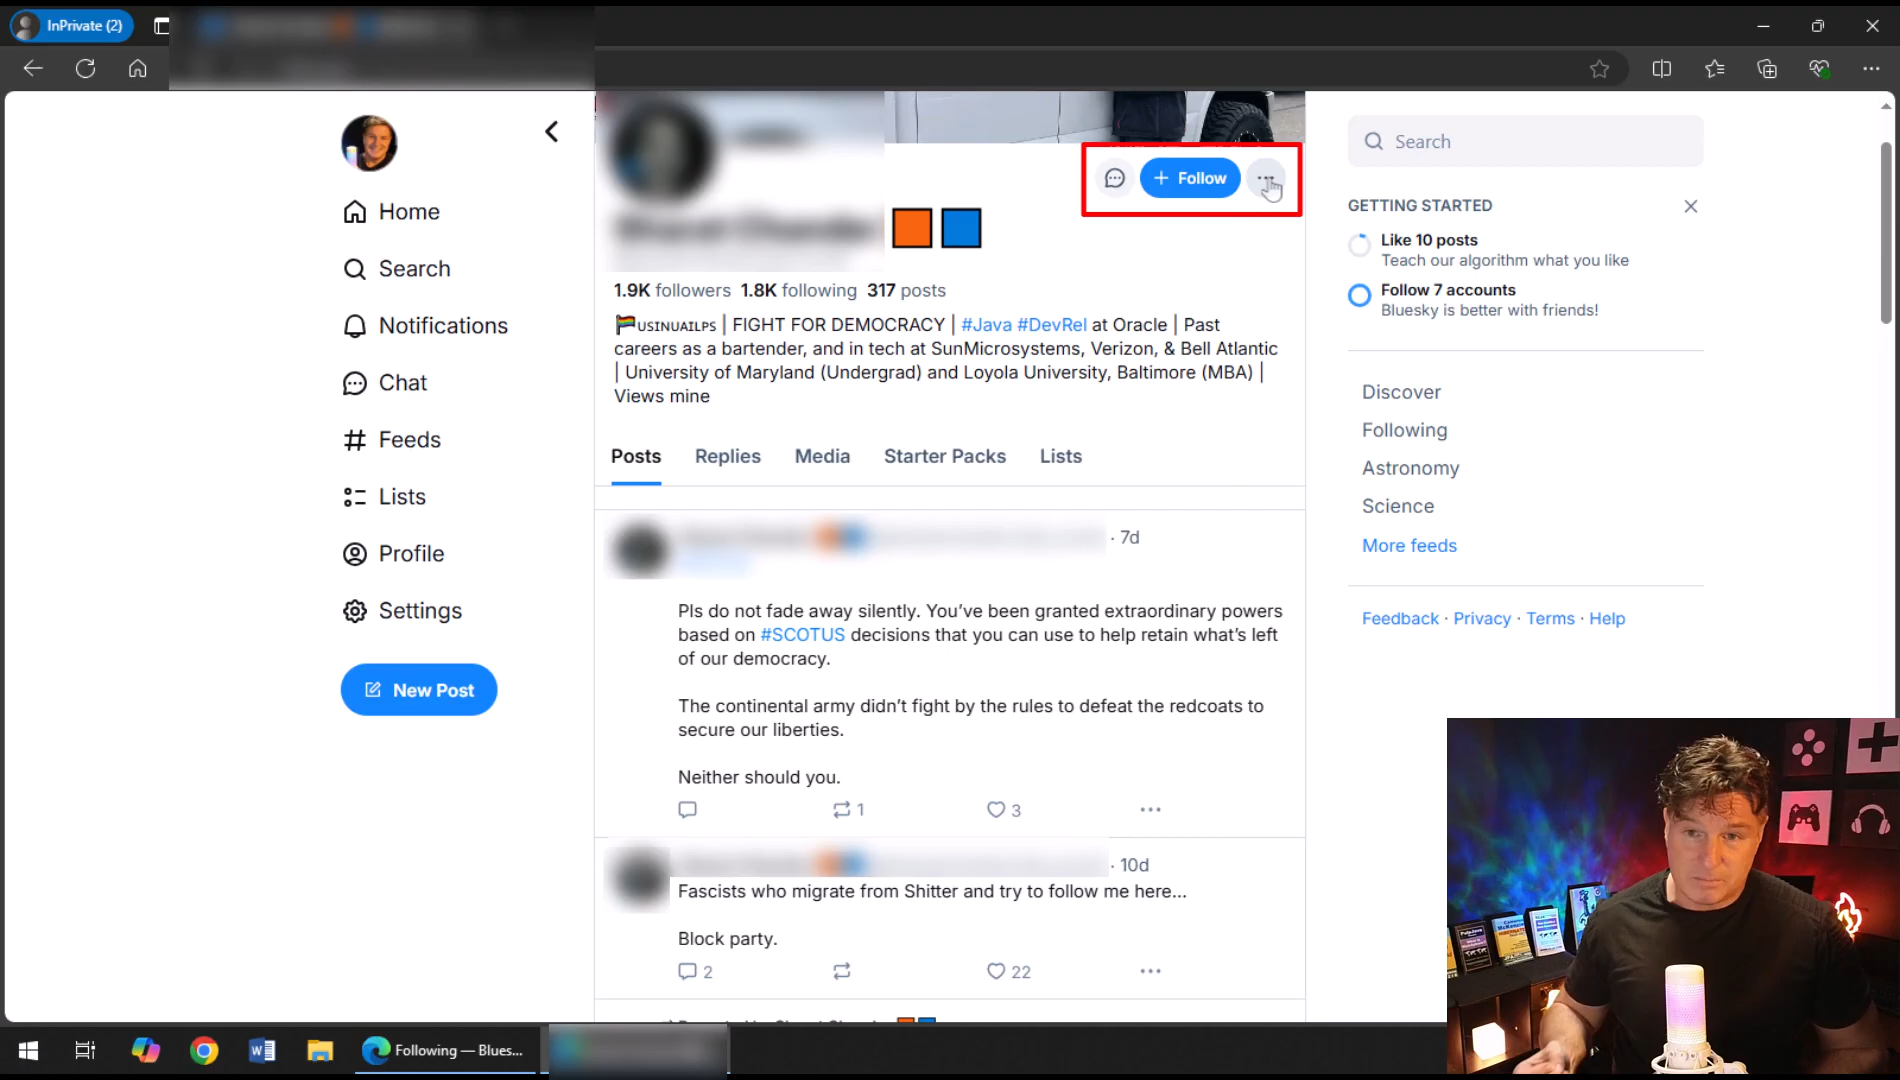 InPrivate (2)
Home
Search
Notifications
Chat
Feeds
Lists
Profile
Settings
New Post
+ Follow
1.9K followers 1.8K following 317 posts
🏳️‍🌈ᴜsɪɴᴜᴀɪʟᴘs | FIGHT FOR DEMOCRACY | #Java #DevRel at Oracle | Past
careers as a bartender, and in tech at SunMicrosystems, Verizon, & Bell Atlantic
| University of Maryland (Undergrad) and Loyola University, Baltimore (MBA) |
Views mine
Posts Replies Media Starter Packs Lists
· 7d
Pls do not fade away silently. You've been granted extraordinary powers
based on #SCOTUS decisions that you can use to help retain what's left
of our democracy.
The continental army didn't fight by the rules to defeat the redcoats to
secure our liberties.
Neither should you.
1 3
· 10d
Fascists who migrate from Shitter and try to follow me here...
Block party.
2 22
Search
GETTING STARTED
Like 10 posts
Teach our algorithm what you like
Follow 7 accounts
Bluesky is better with friends!
Discover
Following
Astronomy
Science
More feeds
Feedback · Privacy · Terms · Help
Following — Blues...